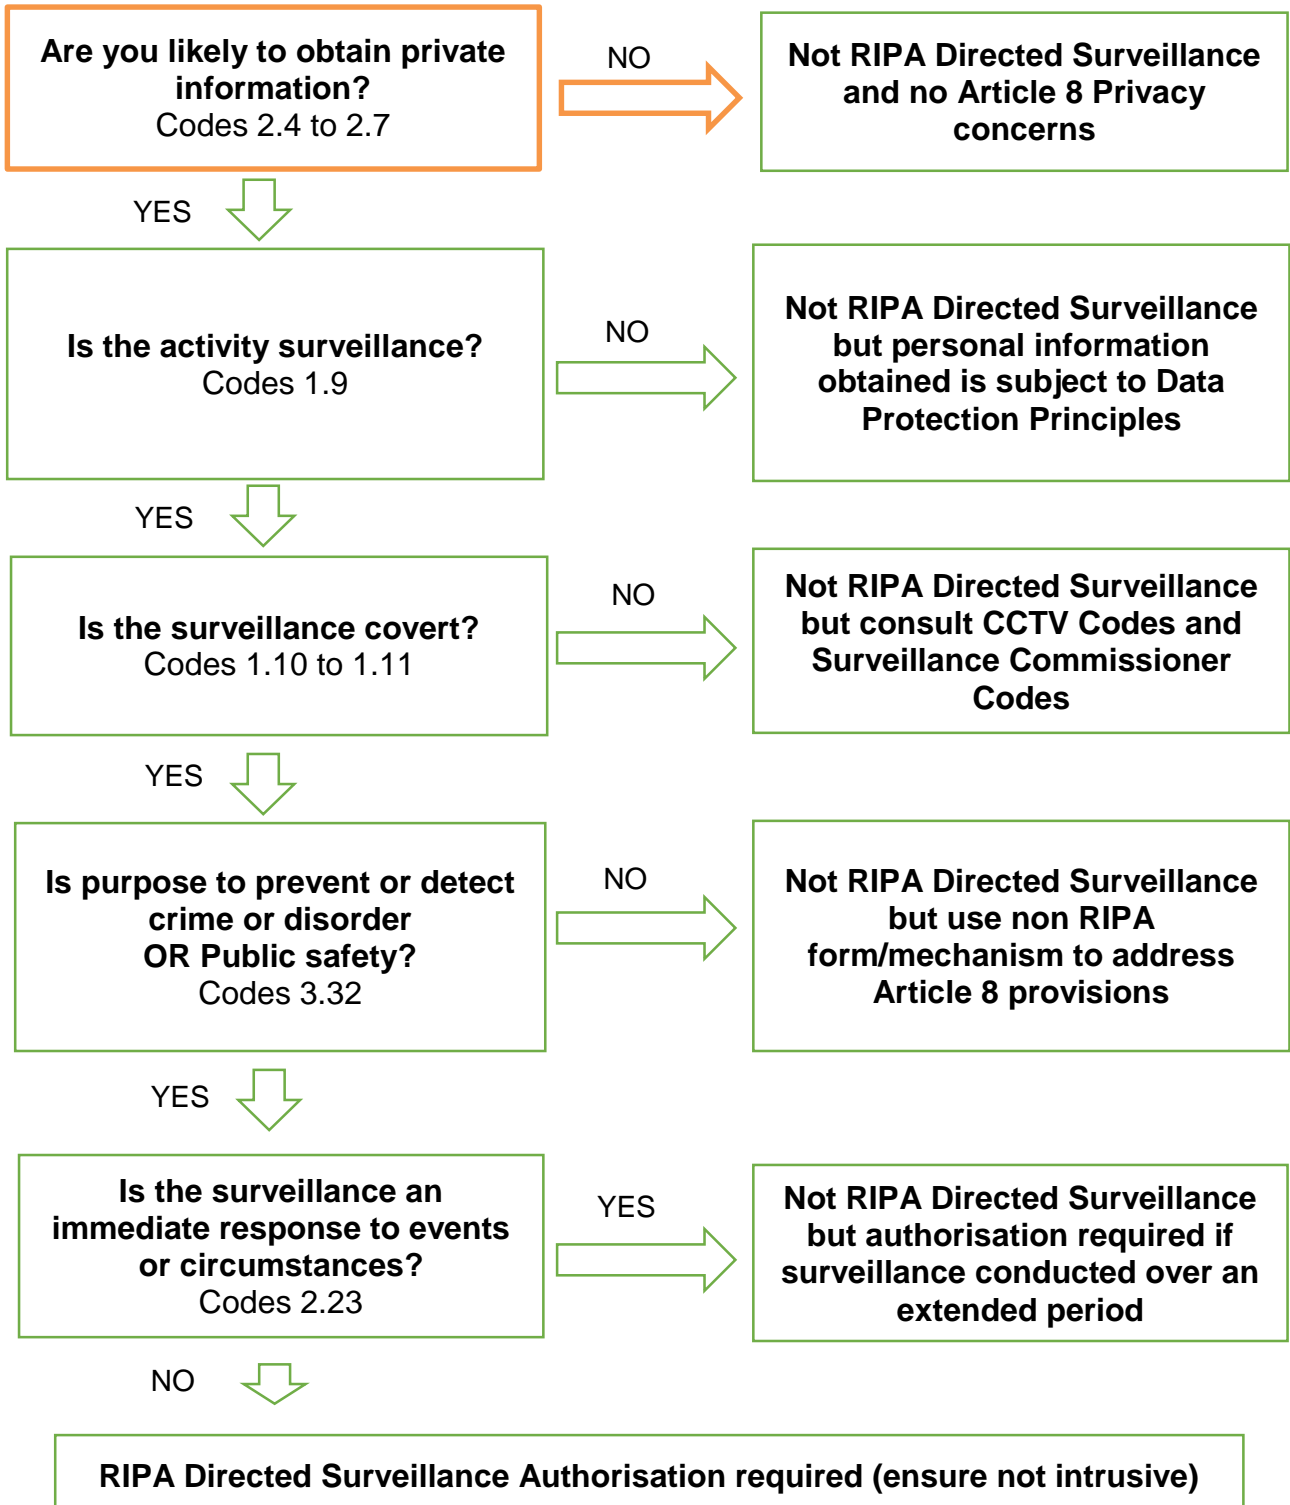 Are you likely to obtain private
information?
Codes 2.4 to 2.7
NO
Not RIPA Directed Surveillance
and no Article 8 Privacy
concerns
YES
Is the activity surveillance?
Codes 1.9
NO
Not RIPA Directed Surveillance
but personal information
obtained is subject to Data
Protection Principles
YES
Is the surveillance covert?
Codes 1.10 to 1.11
NO
Not RIPA Directed Surveillance
but consult CCTV Codes and
Surveillance Commissioner
Codes
YES
Is purpose to prevent or detect
crime or disorder
OR Public safety?
Codes 3.32
NO
Not RIPA Directed Surveillance
but use non RIPA
form/mechanism to address
Article 8 provisions
YES
Is the surveillance an
immediate response to events
or circumstances?
Codes 2.23
YES
Not RIPA Directed Surveillance
but authorisation required if
surveillance conducted over an
extended period
NO
RIPA Directed Surveillance Authorisation required (ensure not intrusive)